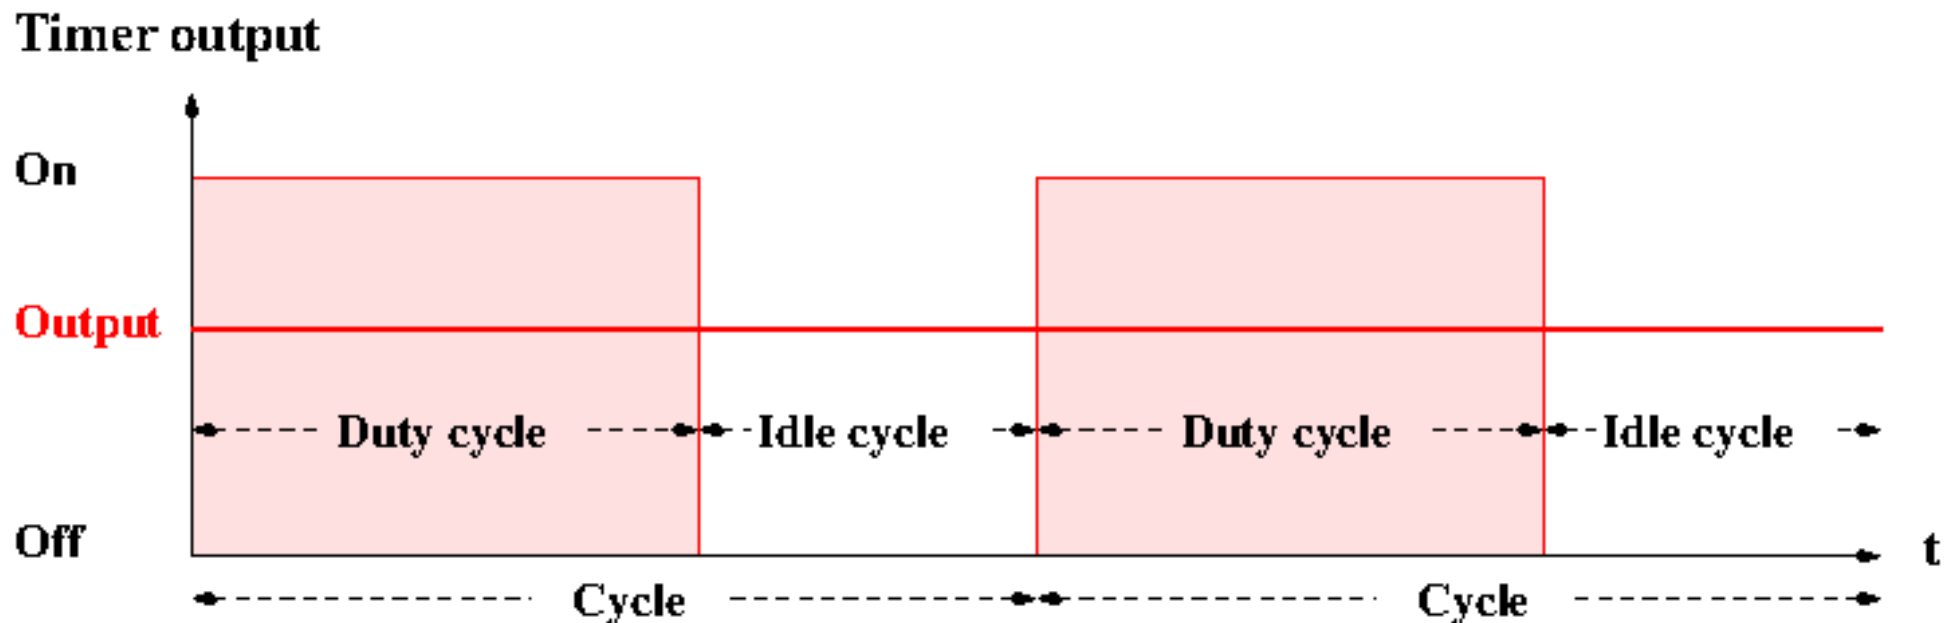 Timer output
On
Output
Duty cycle Idle cycle Duty cycle Idle cycle
Off
t
Cycle Cycle